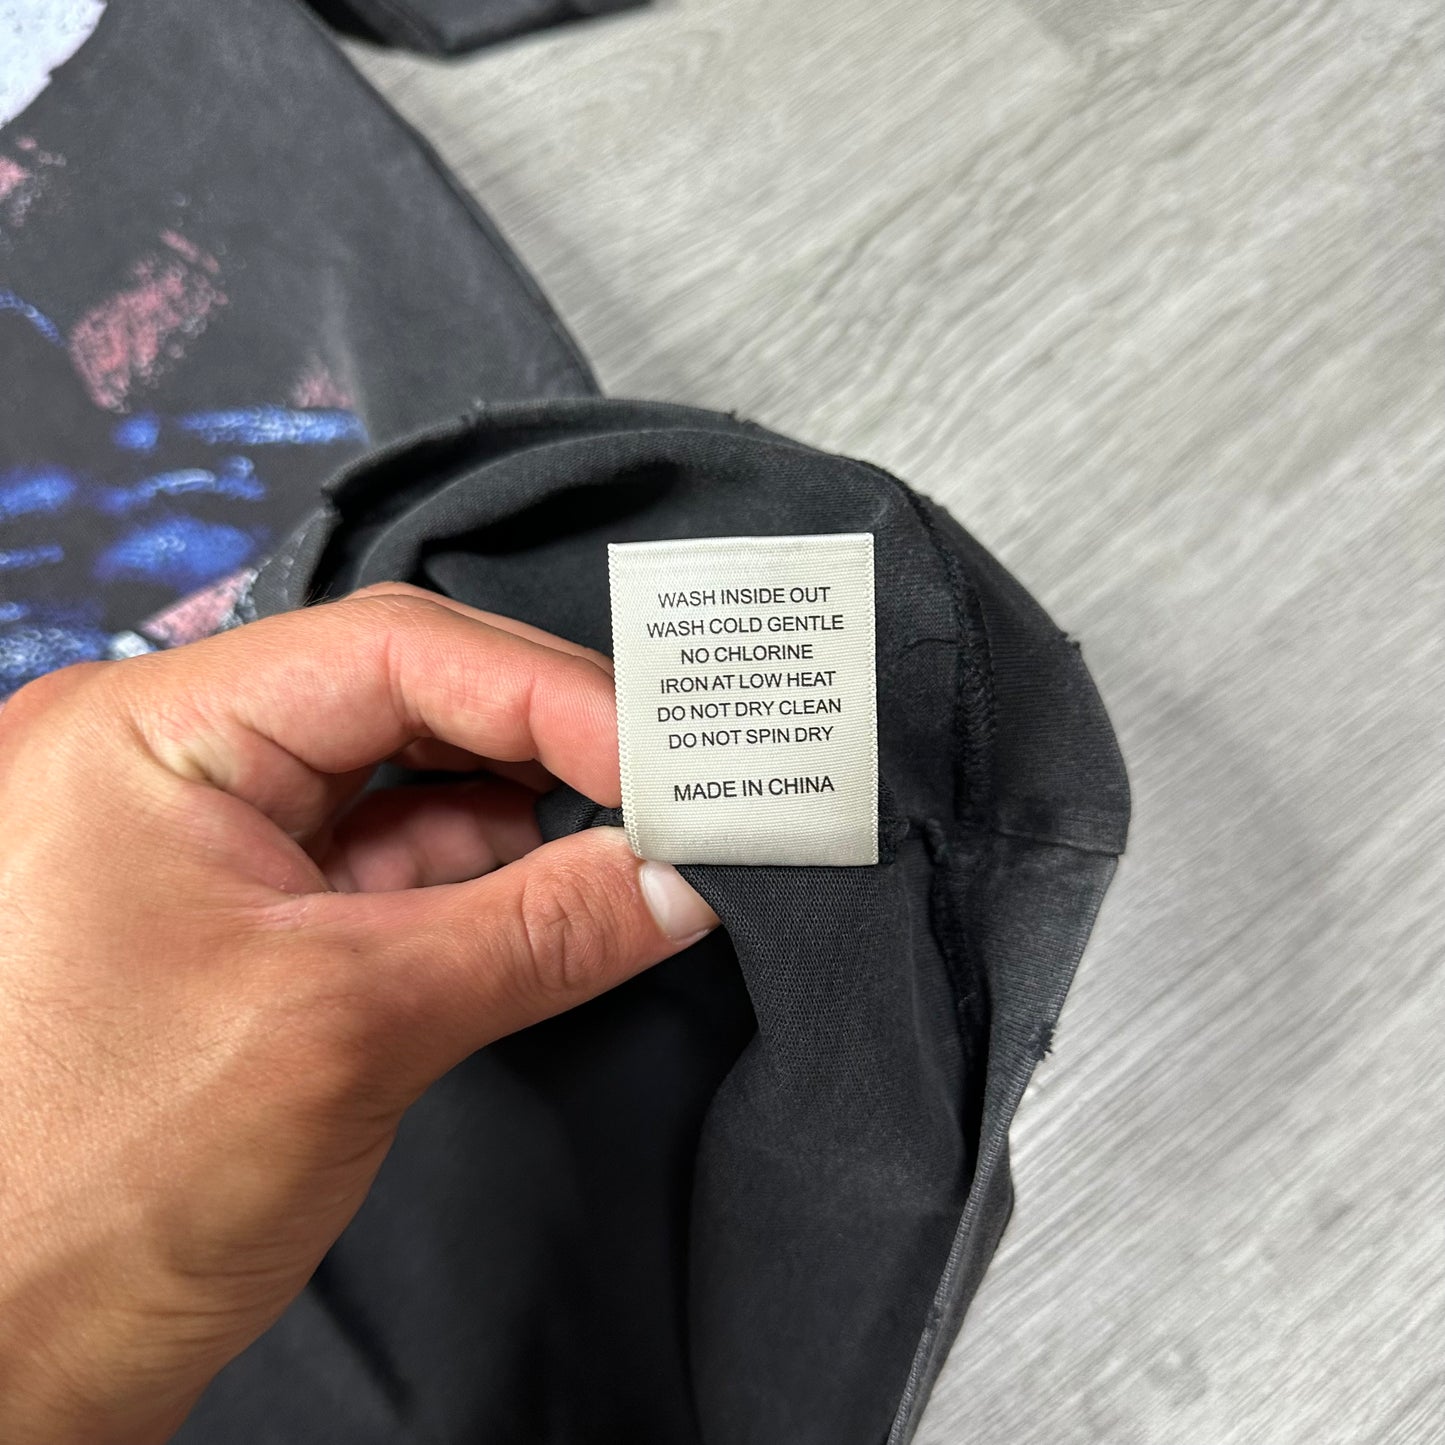 WASH INSIDE OUT
WASH COLD GENTLE
NO CHLORINE
IRON AT LOW HEAT
DO NOT DRY CLEAN
DO NOT SPIN DRY
MADE IN CHINA